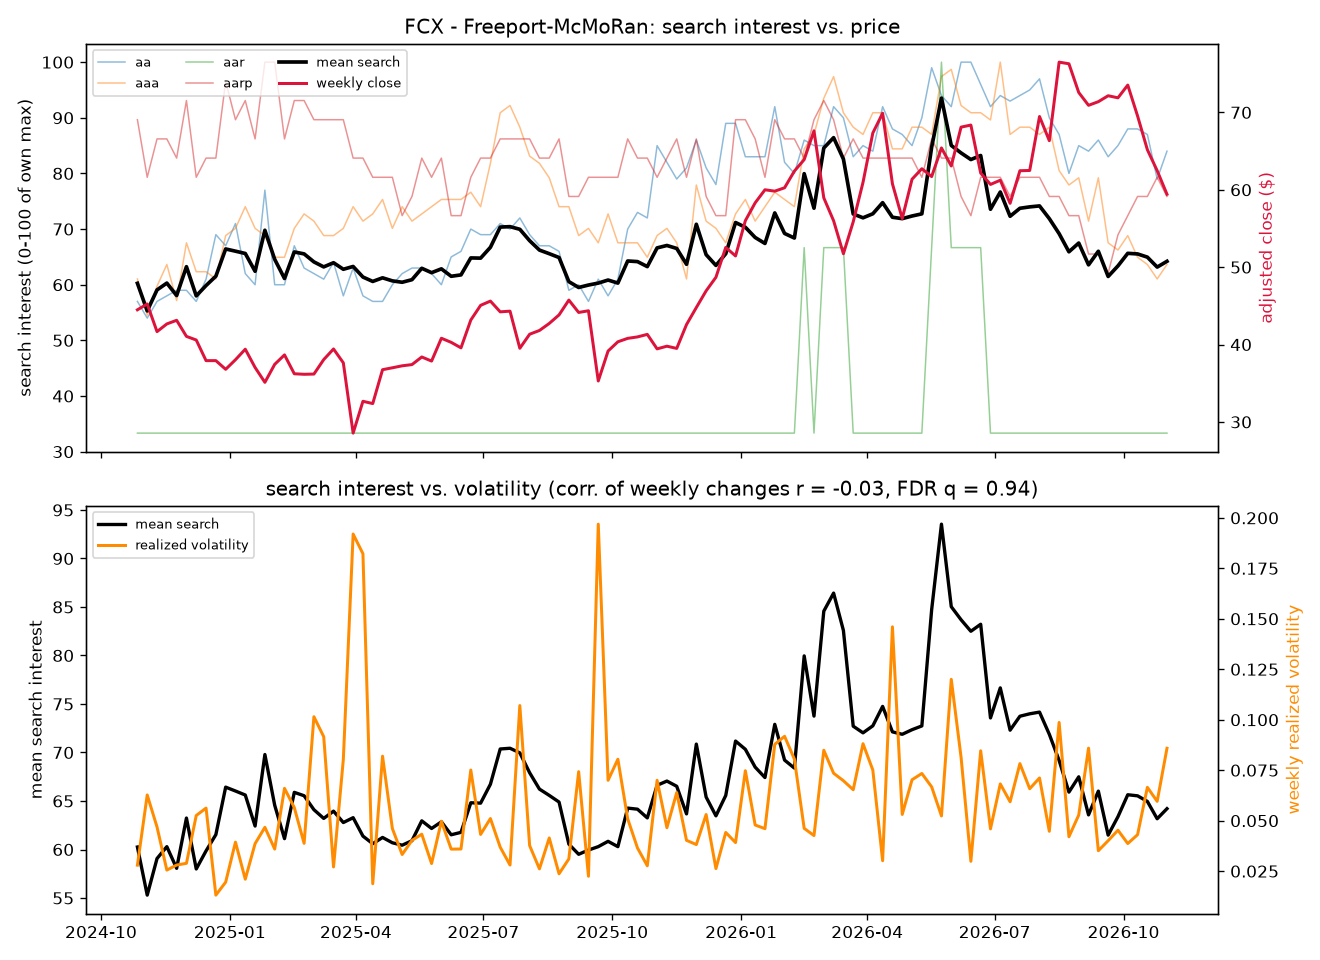 FCX - Freeport-McMoRan: search interest vs. price
aa
aaa
aar
aarp
mean search
weekly close
search interest (0-100 of own max)
100
90
80
70
60
50
40
30
adjusted close ($)
70
60
50
40
30
search interest vs. volatility (corr. of weekly changes r = -0.03, FDR q = 0.94)
mean search
realized volatility
mean search interest
95
90
85
80
75
70
65
60
55
weekly realized volatility
0.200
0.175
0.150
0.125
0.100
0.075
0.050
0.025
2024-10 2025-01 2025-04 2025-07 2025-10 2026-01 2026-04 2026-07 2026-10